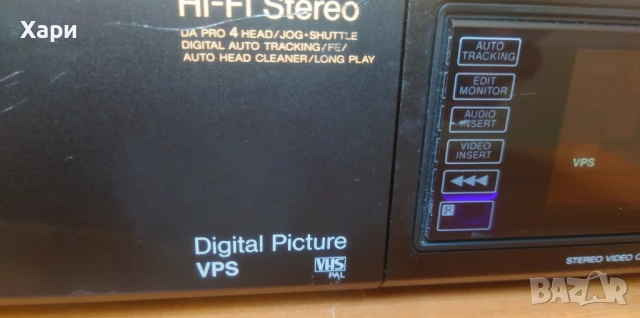 Хари
HI-FI Stereo
DA PRO 4 HEAD/JOG•SHUTTLE
DIGITAL AUTO TRACKING/FE/
AUTO HEAD CLEANER/LONG PLAY
Digital Picture
VPS
VHS
PAL
AUTO
TRACKING
EDIT
MONITOR
AUDIO
INSERT
VIDEO
INSERT
VPS
STEREO VIDEO
BAZAR